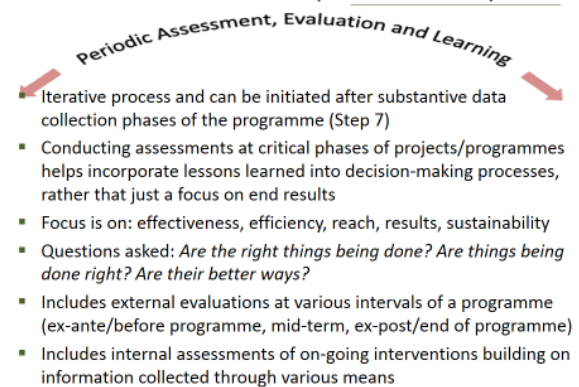 Periodic Assessment, Evaluation and Learning
▪ Iterative process and can be initiated after substantive data
collection phases of the programme (Step 7)
▪ Conducting assessments at critical phases of projects/programmes
helps incorporate lessons learned into decision-making processes,
rather that just a focus on end results
▪ Focus is on: effectiveness, efficiency, reach, results, sustainability
▪ Questions asked: Are the right things being done? Are things being
done right? Are their better ways?
▪ Includes external evaluations at various intervals of a programme
(ex-ante/before programme, mid-term, ex-post/end of programme)
▪ Includes internal assessments of on-going interventions building on
information collected through various means